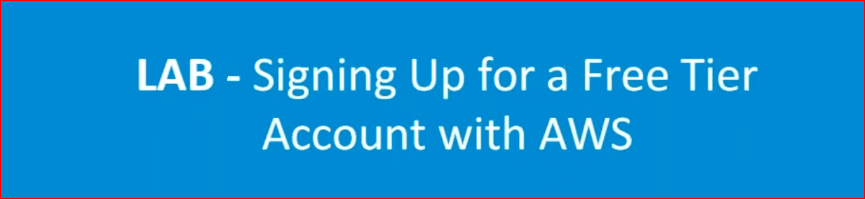 LAB - Signing Up for a Free Tier
Account with AWS